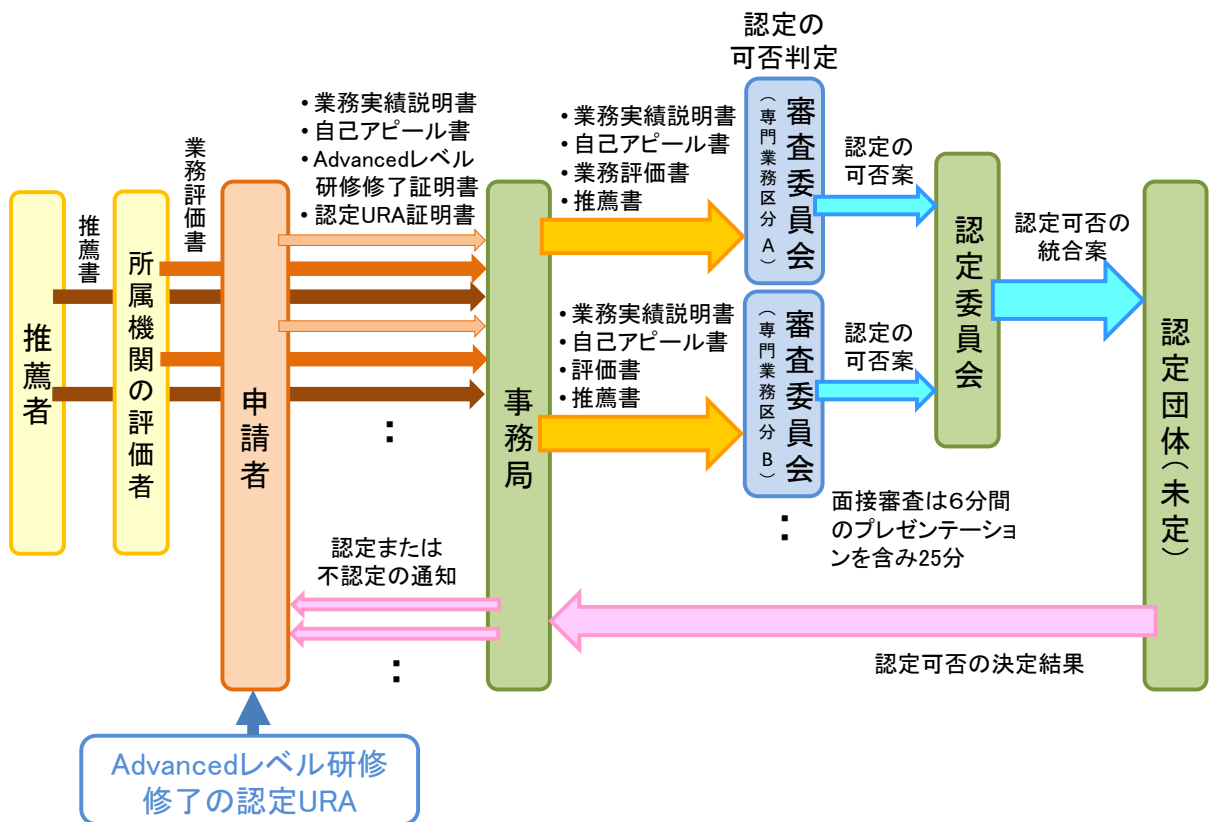 認定の
可否判定
・業務実績説明書
・自己アピール書
・Advancedレベル
研修修了証明書
・認定URA証明書
・業務実績説明書
・自己アピール書
・業務評価書
・推薦書
審査委員会
(専門業務区分 A)
認定の
可否案
業務評価書
推薦書
推薦者
所属機関の評価者
申請者
事務局
認定委員会
認定可否の
統合案
認定団体(未定)
・業務実績説明書
・自己アピール書
・評価書
・推薦書
審査委員会
(専門業務区分 B)
認定の
可否案
:
:
面接審査は6分間
のプレゼンテーショ
ンを含み25分
認定または
不認定の通知
:
認定可否の決定結果
Advancedレベル研修
修了の認定URA